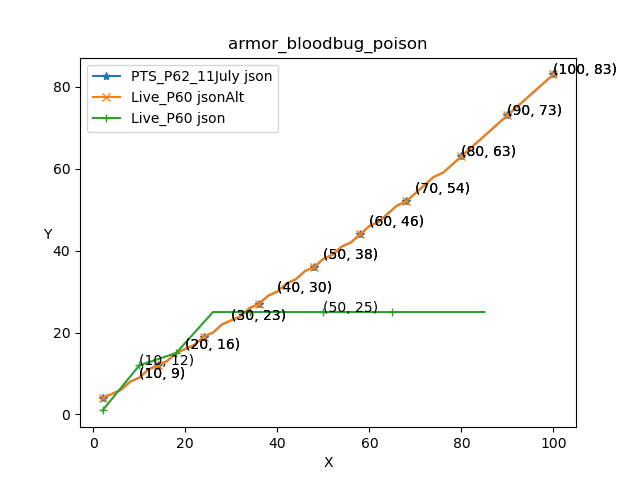 armor_bloodbug_poison
PTS_P62_11July json
Live_P60 jsonAlt
Live_P60 json
(100, 83)
(90, 73)
(80, 63)
(70, 54)
(60, 46)
(50, 38)
(40, 30)
(50, 25)
(30, 23)
(20, 16)
(10, 12)
(10, 9)
Y
80
60
40
20
0
0 20 40 60 80 100
X